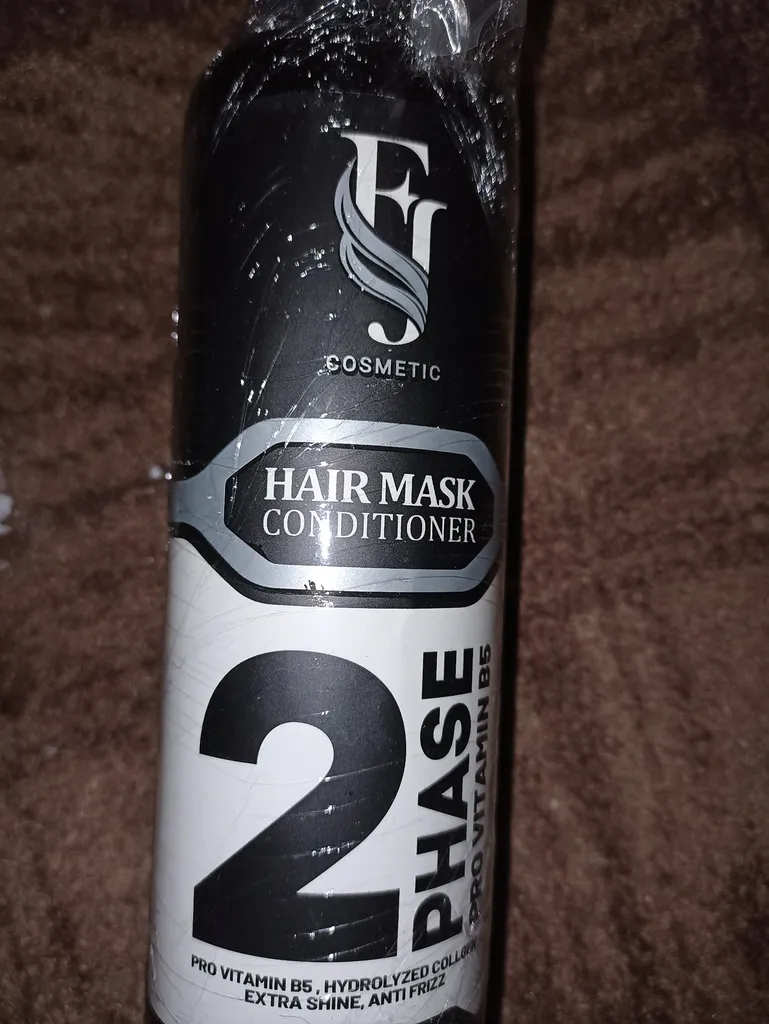 FJ
COSMETIC
HAIR MASK
CONDITIONER
2
PHASE
PRO VITAMIN B5
PRO VITAMIN B5, HYDROLYZED
EXTRA SHINE, ANTI FRIZZ